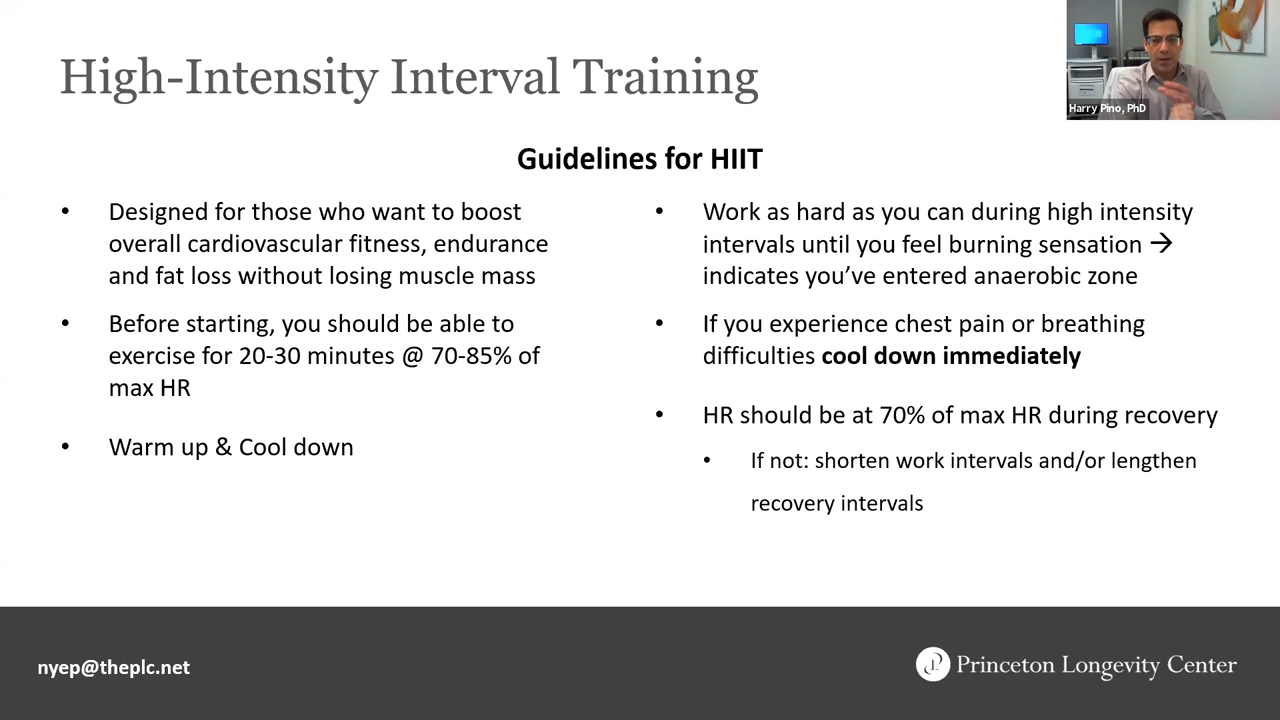 High-Intensity Interval Training
Harry Pino, PhD
Guidelines for HIIT
• Designed for those who want to boost
overall cardiovascular fitness, endurance
and fat loss without losing muscle mass
• Before starting, you should be able to
exercise for 20-30 minutes @ 70-85% of
max HR
• Warm up & Cool down
• Work as hard as you can during high intensity
intervals until you feel burning sensation →
indicates you’ve entered anaerobic zone
• If you experience chest pain or breathing
difficulties cool down immediately
• HR should be at 70% of max HR during recovery
• If not: shorten work intervals and/or lengthen
recovery intervals
nyep@theplc.net
Princeton Longevity Center